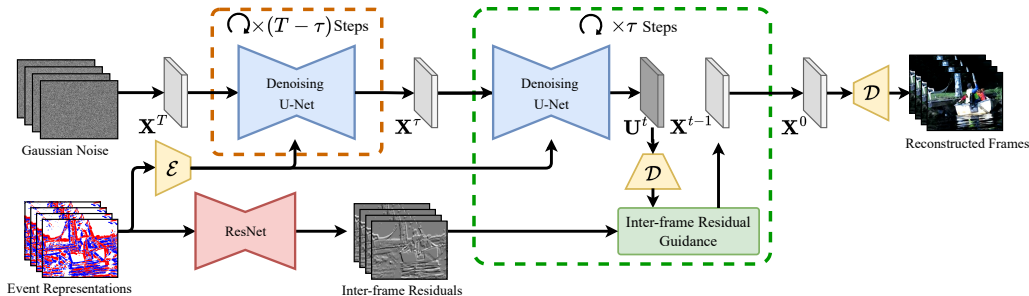 ×(T − τ) Steps
×τ Steps
Denoising
U-Net
Denoising
U-Net
X^T
X^τ
U^t
X^{t−1}
X^0
D
Gaussian Noise
Reconstructed Frames
E
D
ResNet
Inter-frame Residual
Guidance
Event Representations
Inter-frame Residuals